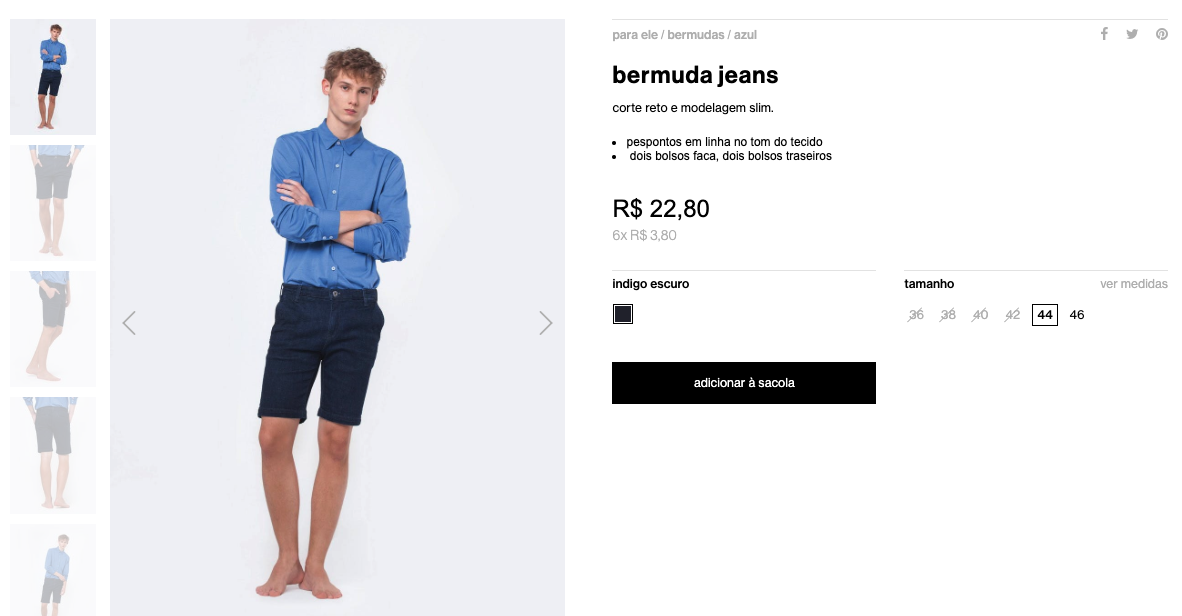 para ele / bermudas / azul
bermuda jeans
corte reto e modelagem slim.
pespontos em linha no tom do tecido
dois bolsos faca, dois bolsos traseiros
R$ 22,80
6x R$ 3,80
indigo escuro
tamanho ver medidas
36 38 40 42 44 46
adicionar à sacola